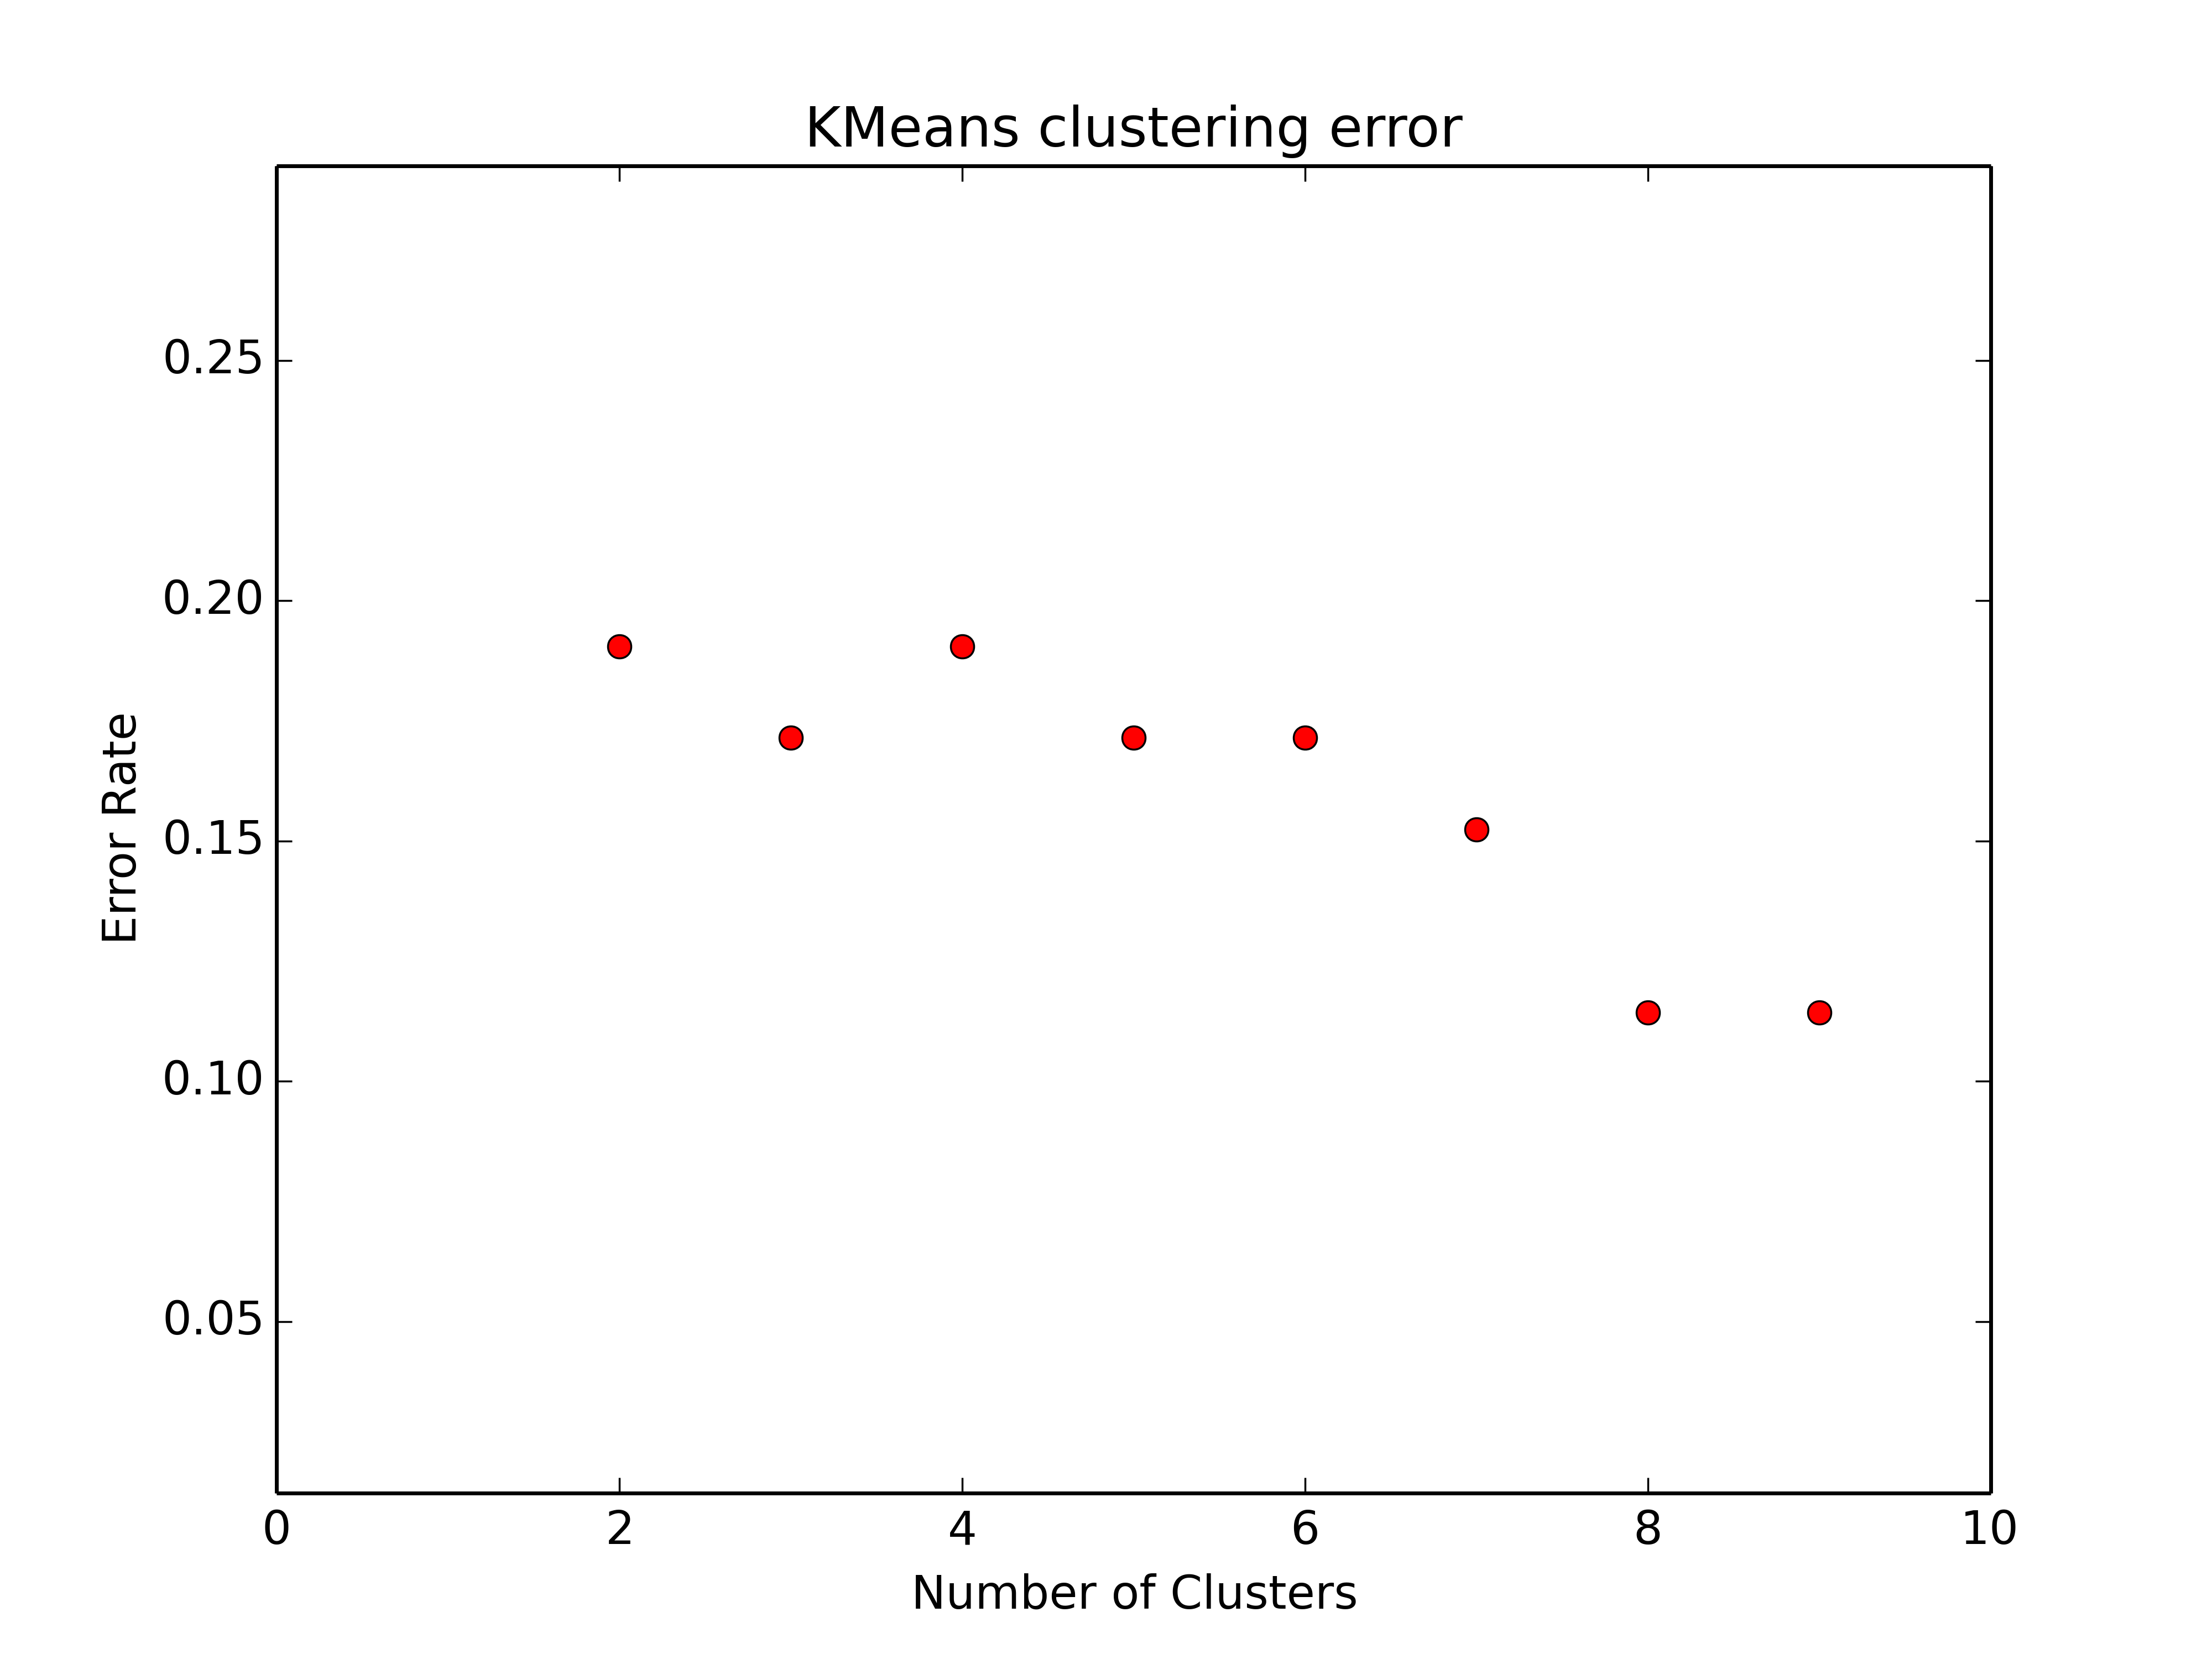 KMeans clustering error
0.25
0.20
0.15
0.10
0.05
Error Rate
0 2 4 6 8 10
Number of Clusters